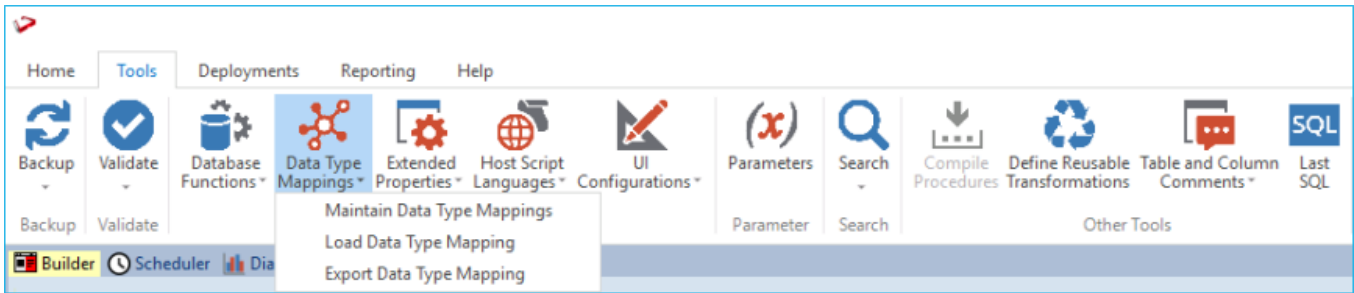 Home Tools Deployments Reporting Help
(x)
SQL
Backup Validate Database Data Type Extended Host Script UI Parameters Search Compile Define Reusable Table and Column Last
Functions Mappings Properties Languages Configurations Procedures Transformations Comments SQL
Maintain Data Type Mappings
Backup Validate Parameter Search Other Tools
Load Data Type Mapping
Builder Scheduler Dia
Export Data Type Mapping